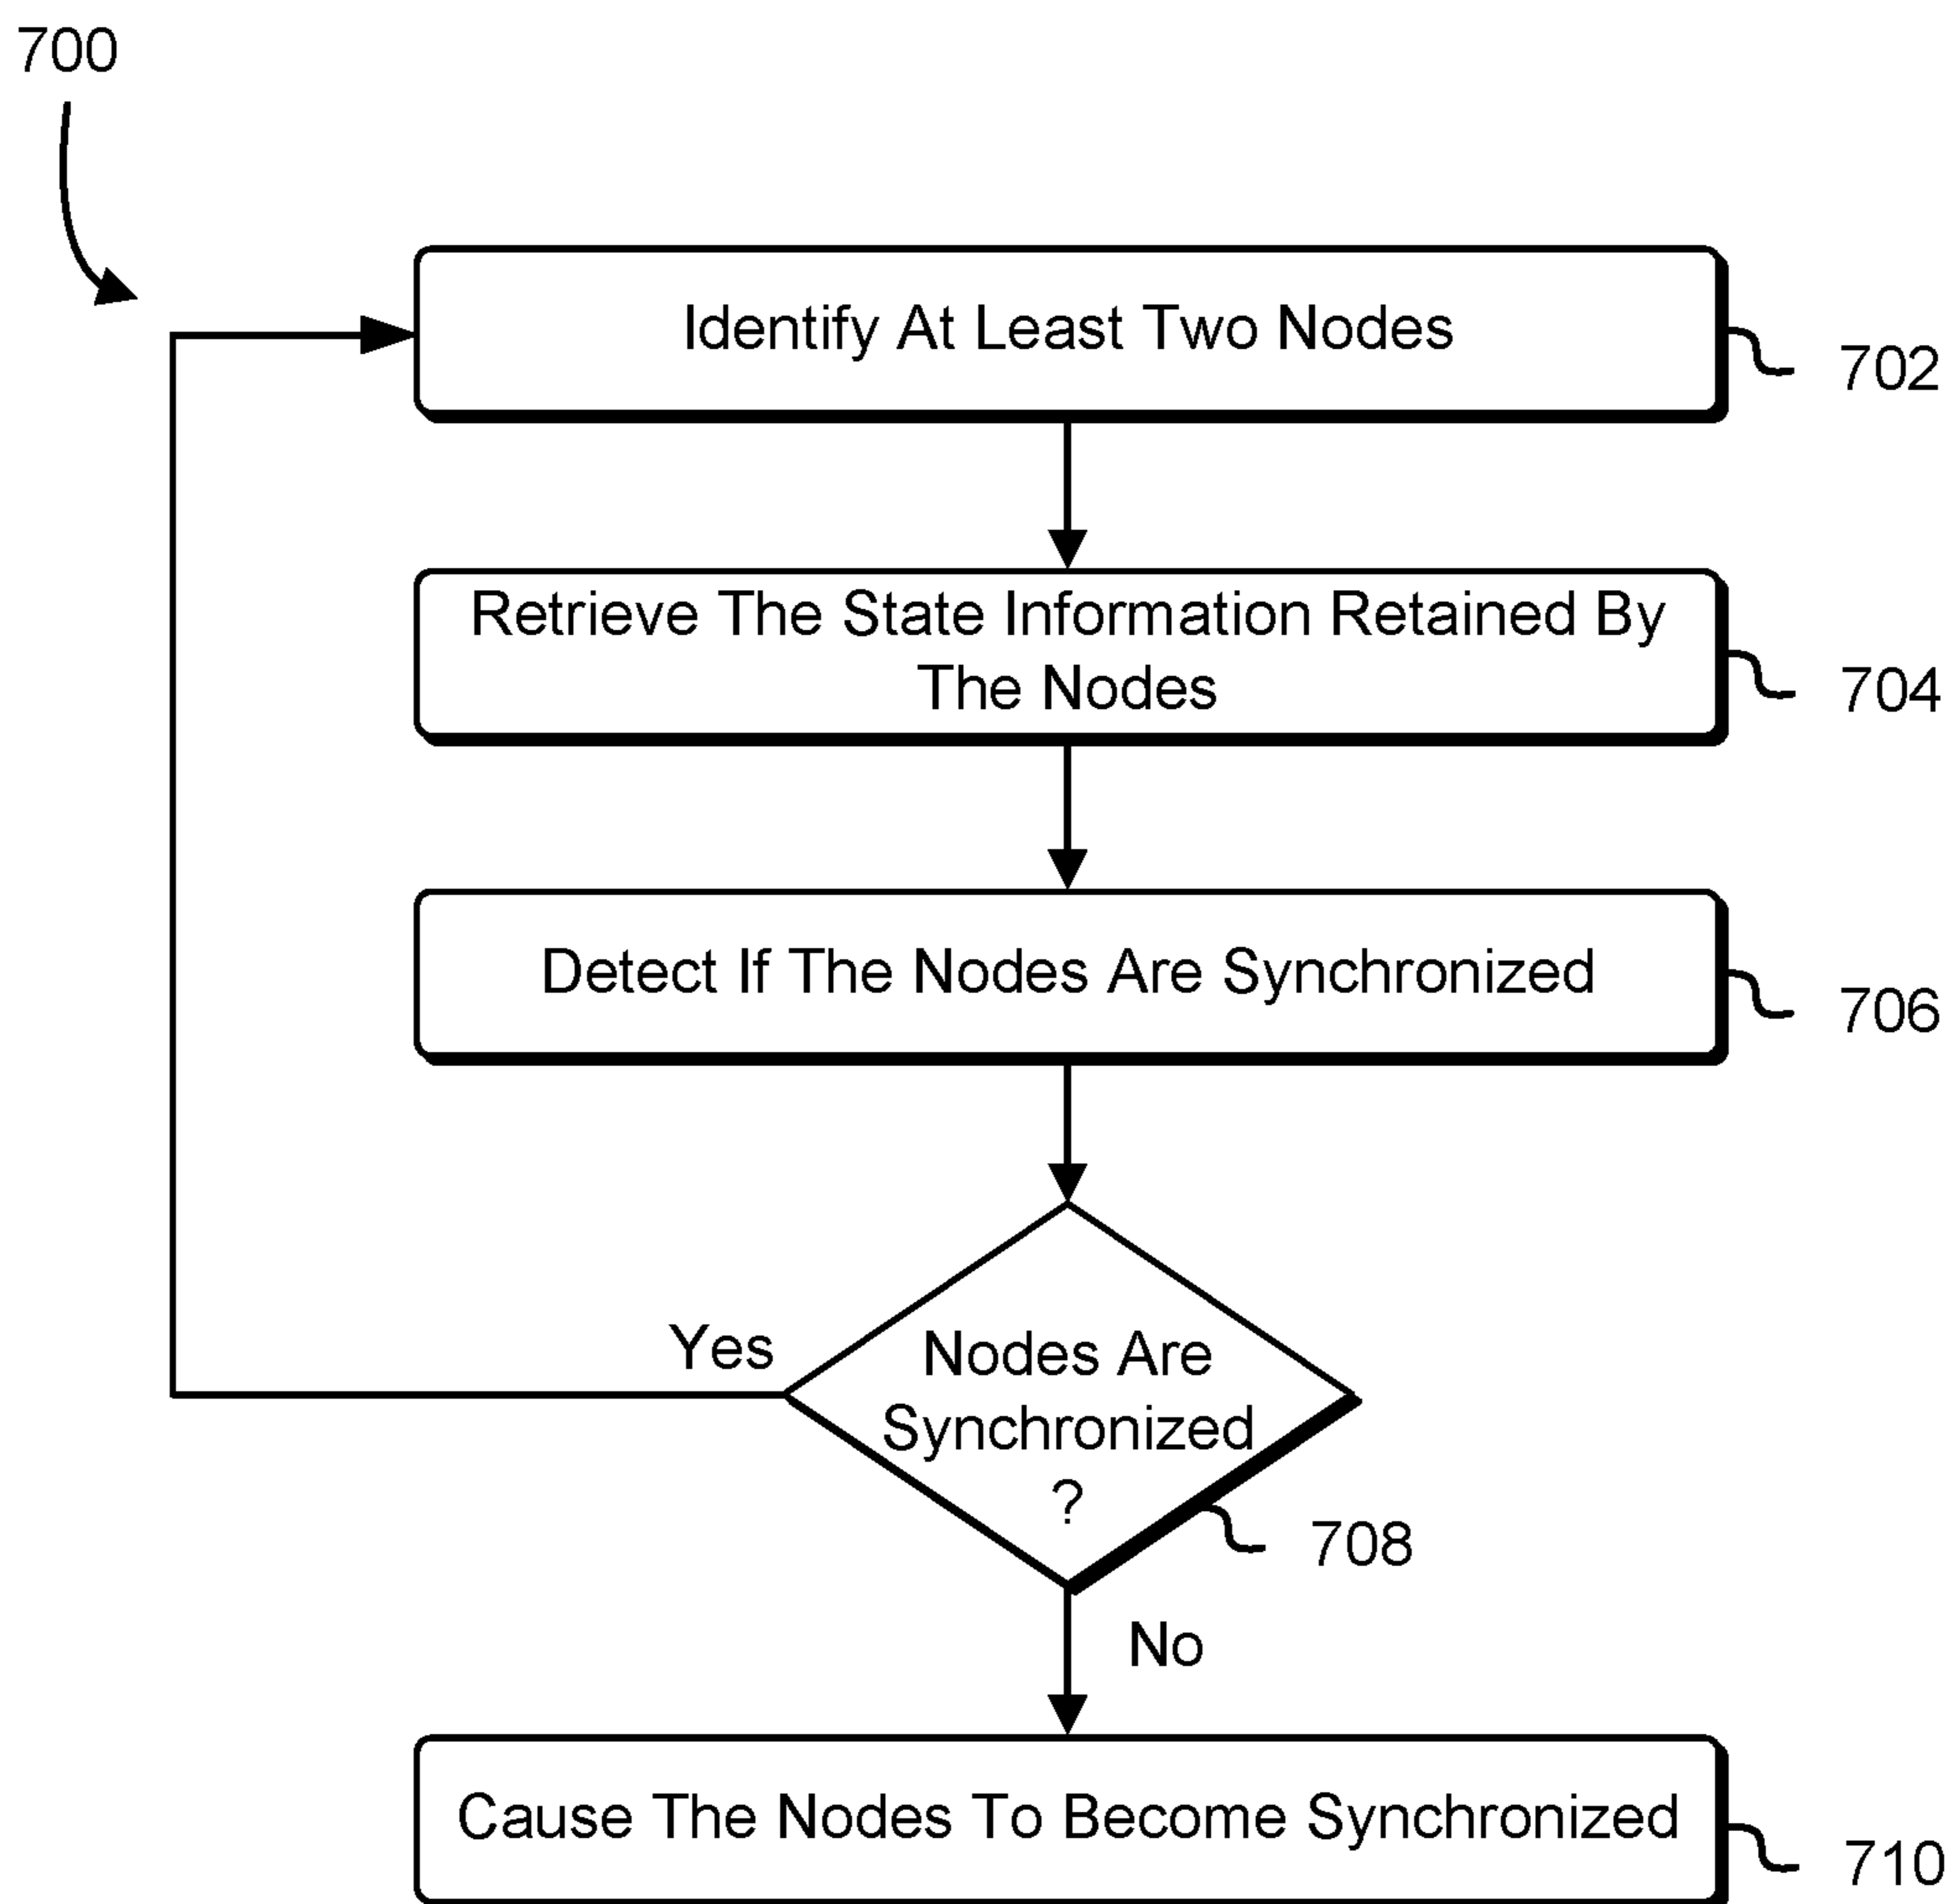 700
Identify At Least Two Nodes
702
Retrieve The State Information Retained By
The Nodes
704
Detect If The Nodes Are Synchronized
706
Yes
Nodes Are
Synchronized
?
708
No
Cause The Nodes To Become Synchronized
710